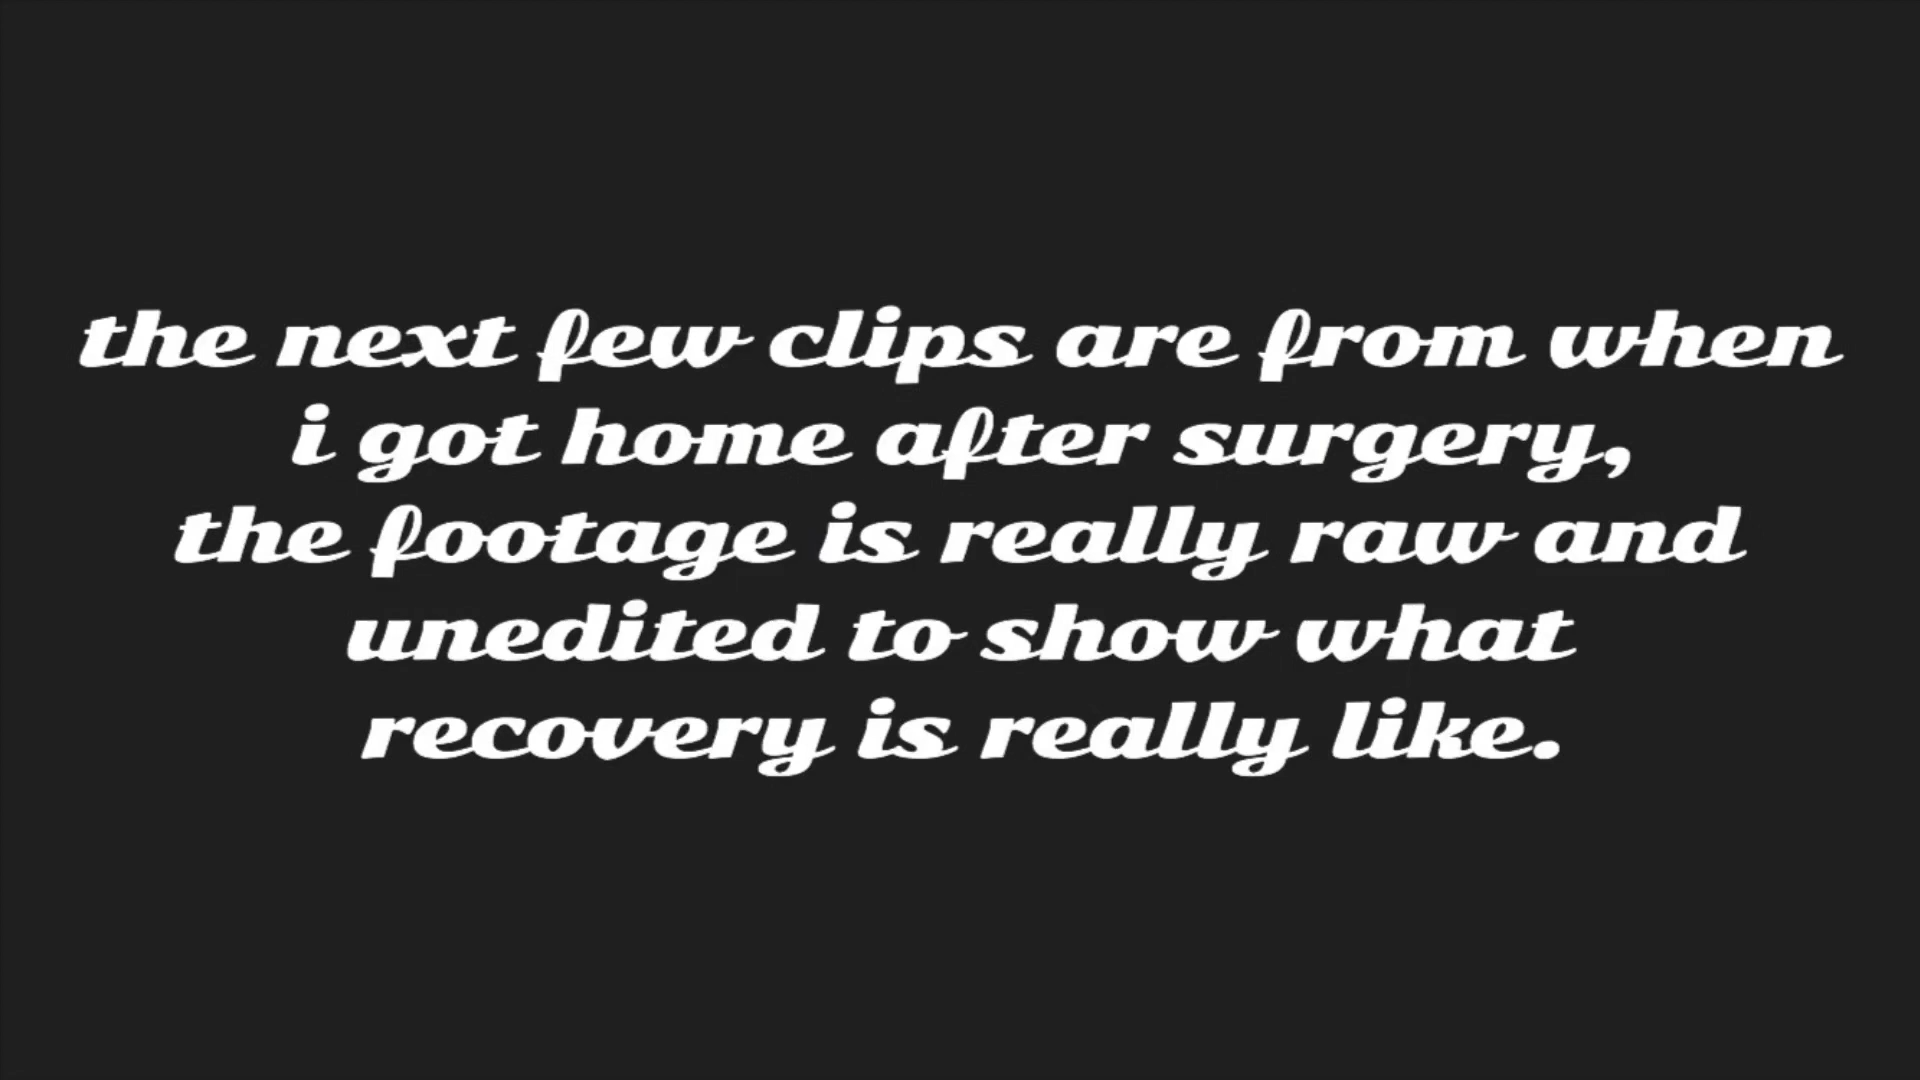 the next few clips are from when
i got home after surgery,
the footage is really raw and
unedited to show what
recovery is really like.